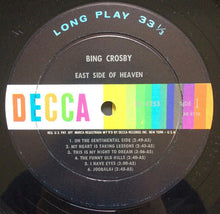 LONG PLAY 33⅓
BING CROSBY
EAST SIDE OF HEAVEN
DECCA
SIDE 1
1. ON THE SENTIMENTAL SIDE
2. MY HEART IS TAKING LESSONS
3. THIS IS MY NIGHT TO DREAM
4. THE FUNNY OLD HILLS
5. I HAVE EYES
6. JOOBALAI